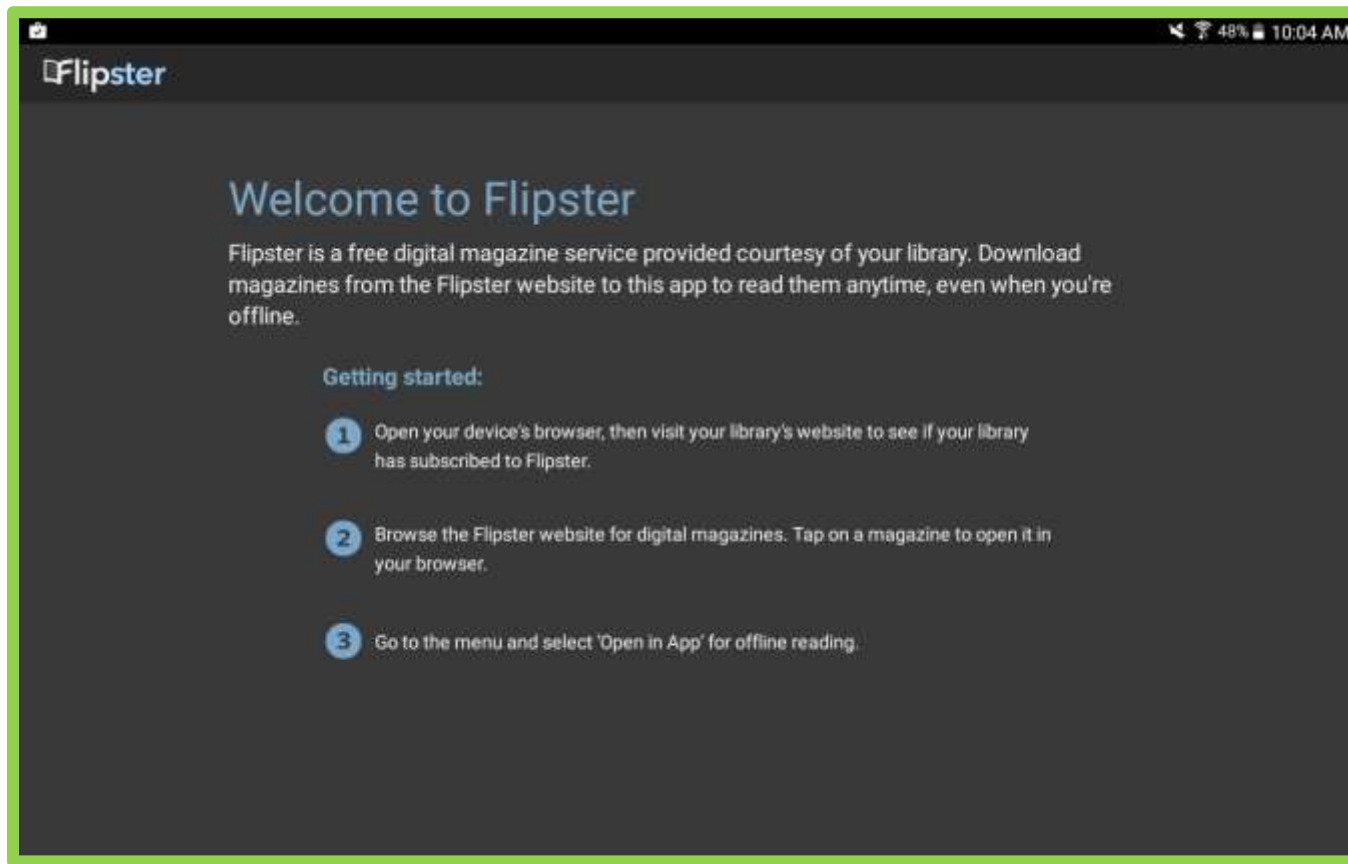 48% 10:04 AM
Flipster
Welcome to Flipster
Flipster is a free digital magazine service provided courtesy of your library. Download
magazines from the Flipster website to this app to read them anytime, even when you're
offline.
Getting started:
1 Open your device's browser, then visit your library's website to see if your library
has subscribed to Flipster.
2 Browse the Flipster website for digital magazines. Tap on a magazine to open it in
your browser.
3 Go to the menu and select 'Open in App' for offline reading.